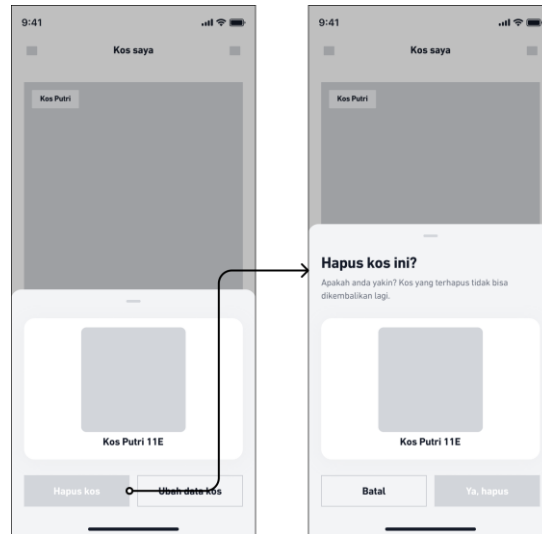 9:41
Kos saya
Kos Putri
Kos Putri 11E
Hapus kos
Ubah data kos
9:41
Kos saya
Kos Putri
Hapus kos ini?
Apakah anda yakin? Kos yang terhapus tidak bisa
dikembalikan lagi.
Kos Putri 11E
Batal
Ya, hapus